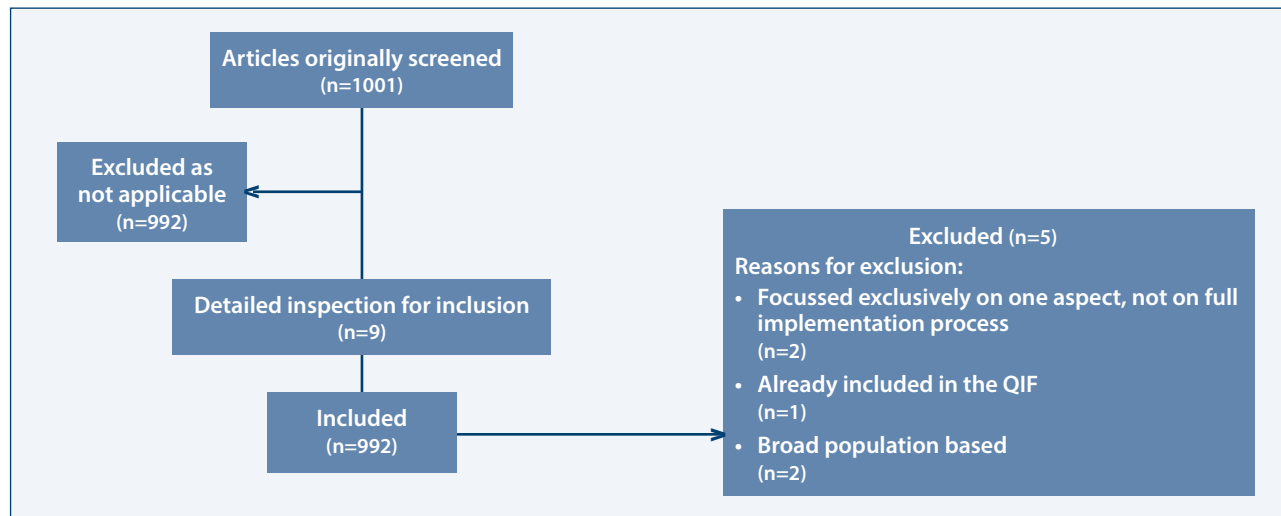 Articles originally screened
(n=1001)
Excluded as
not applicable
(n=992)
Detailed inspection for inclusion
(n=9)
Included
(n=992)
Excluded (n=5)
Reasons for exclusion:
• Focussed exclusively on one aspect, not on full
implementation process
(n=2)
• Already included in the QIF
(n=1)
• Broad population based
(n=2)